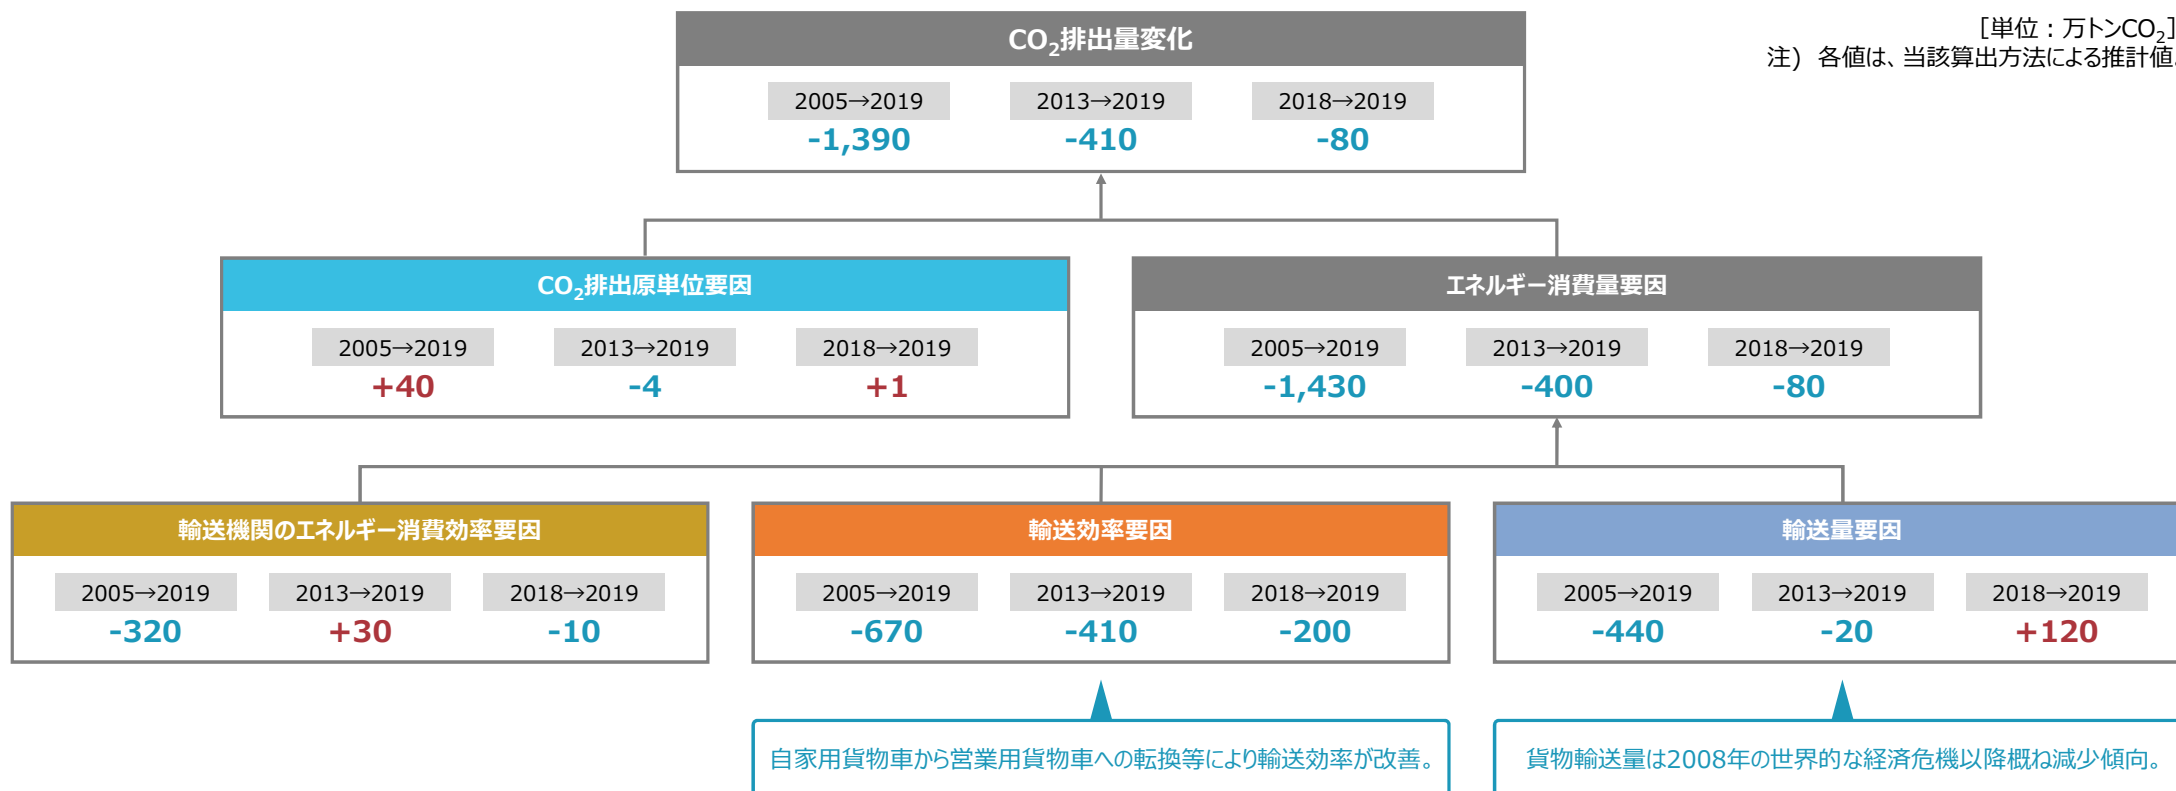 [単位：万トンCO₂]
注） 各値は、当該算出方法による推計値。
CO₂排出量変化
2005→2019 2013→2019 2018→2019
-1,390 -410 -80
CO₂排出原単位要因
2005→2019 2013→2019 2018→2019
+40 -4 +1
エネルギー消費量要因
2005→2019 2013→2019 2018→2019
-1,430 -400 -80
輸送機関のエネルギー消費効率要因
2005→2019 2013→2019 2018→2019
-320 +30 -10
輸送効率要因
2005→2019 2013→2019 2018→2019
-670 -410 -200
輸送量要因
2005→2019 2013→2019 2018→2019
-440 -20 +120
自家用貨物車から営業用貨物車への転換等により輸送効率が改善。
貨物輸送量は2008年の世界的な経済危機以降概ね減少傾向。